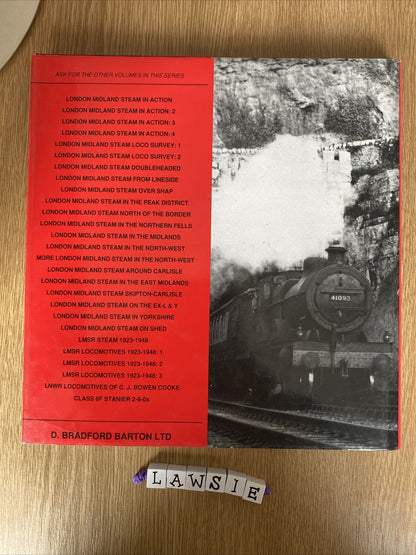 ASK FOR THE OTHER VOLUMES IN THIS SERIES
LONDON MIDLAND STEAM IN ACTION
LONDON MIDLAND STEAM IN ACTION: 2
LONDON MIDLAND STEAM IN ACTION: 3
LONDON MIDLAND STEAM IN ACTION: 4
LONDON MIDLAND STEAM LOCO SURVEY: 1
LONDON MIDLAND STEAM LOCO SURVEY: 2
LONDON MIDLAND STEAM DOUBLEHEADED
LONDON MIDLAND STEAM FROM LINESIDE
LONDON MIDLAND STEAM OVER SHAP
LONDON MIDLAND STEAM IN THE PEAK DISTRICT
LONDON MIDLAND STEAM NORTH OF THE BORDER
LONDON MIDLAND STEAM IN THE NORTHERN FELLS
LONDON MIDLAND STEAM IN THE MIDLANDS
LONDON MIDLAND STEAM IN THE NORTH-WEST
MORE LONDON MIDLAND STEAM IN THE NORTH-WEST
LONDON MIDLAND STEAM AROUND CARLISLE
LONDON MIDLAND STEAM IN THE EAST MIDLANDS
LONDON MIDLAND STEAM SKIPTON-CARLISLE
LONDON MIDLAND STEAM ON THE EX-L & Y
LONDON MIDLAND STEAM IN YORKSHIRE
LONDON MIDLAND STEAM ON SHED
LMSR STEAM 1923-1948
LMSR LOCOMOTIVES 1923-1948: 1
LMSR LOCOMOTIVES 1923-1948: 2
LMSR LOCOMOTIVES 1923-1948: 3
LNWR LOCOMOTIVES OF C. J. BOWEN COOKE
CLASS 6F STANIER 2-6-0s
D. BRADFORD BARTON LTD
41093
LAWSIE